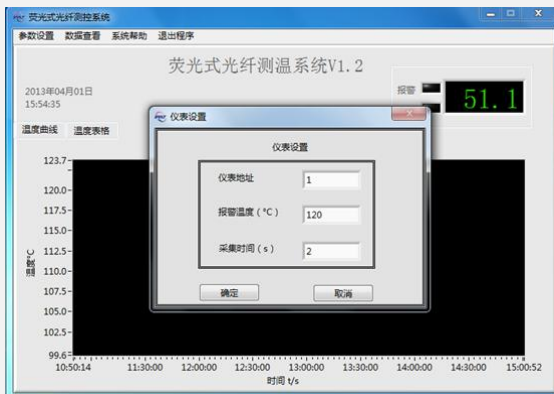 荧光式光纤测控系统
参数设置 数据查看 系统帮助 退出程序
荧光式光纤测温系统V1.2
2013年04月01日
15:54:35
报警
51.1
温度曲线 温度表格
仪表设置
仪表设置
仪表地址 1
报警温度(°C) 120
采集时间(s) 2
确定 取消
123.7
120.0
117.5
115.0
112.5
110.0
107.5
105.0
102.5
99.6
温度°C
10:50:14 11:30:00 12:00:00 12:30:00 13:00:00 13:30:00 14:00:00 14:30:00 15:00:52
时间 t/s